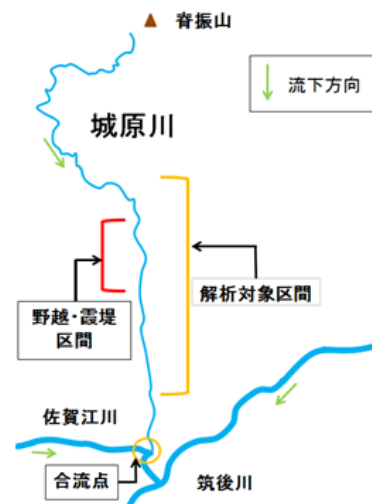 脊振山
城原川
流下方向
野越・霞堤
区間
解析対象区間
佐賀江川
合流点
筑後川